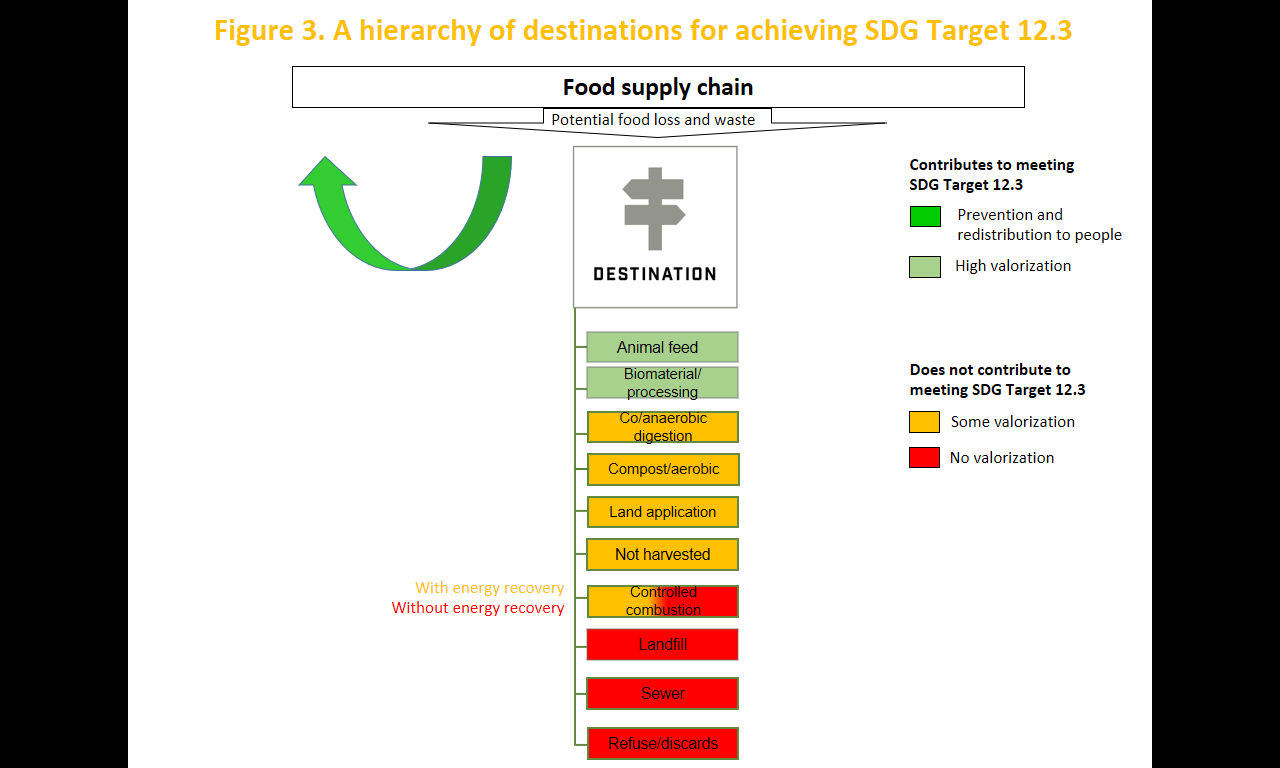 Figure 3. A hierarchy of destinations for achieving SDG Target 12.3
Food supply chain
Potential food loss and waste
DESTINATION
Contributes to meeting
SDG Target 12.3
Prevention and
redistribution to people
High valorization
Animal feed
Biomaterial/
processing
Does not contribute to
meeting SDG Target 12.3
Co/anaerobic
digestion
Some valorization
Compost/aerobic
No valorization
Land application
Not harvested
With energy recovery
Without energy recovery
Controlled
combustion
Landfill
Sewer
Refuse/discards